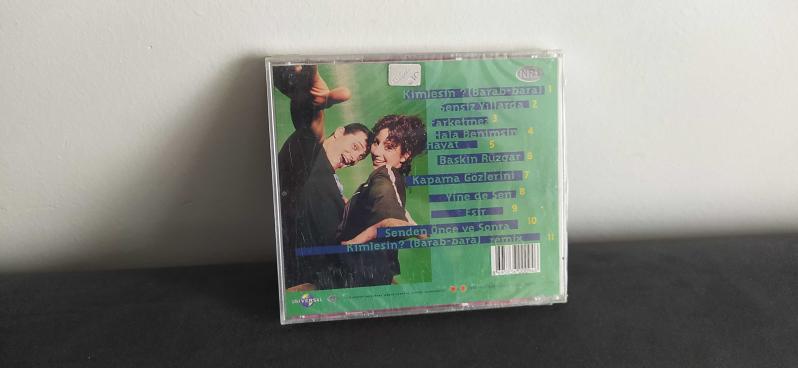 NR1
Kimlesin ? (Barab-bara) 1
Sensiz Yıllarda 2
Farketmez 3
Hala Benimsin 4
Hayat 5
Baskın Rüzgar 6
Kapama Gözlerini 7
Yine de Sen 8
Esir 9
Senden Önce ve Sonra 10
Kimlesin? (Barab-bara) remix 11
UNIVERSAL